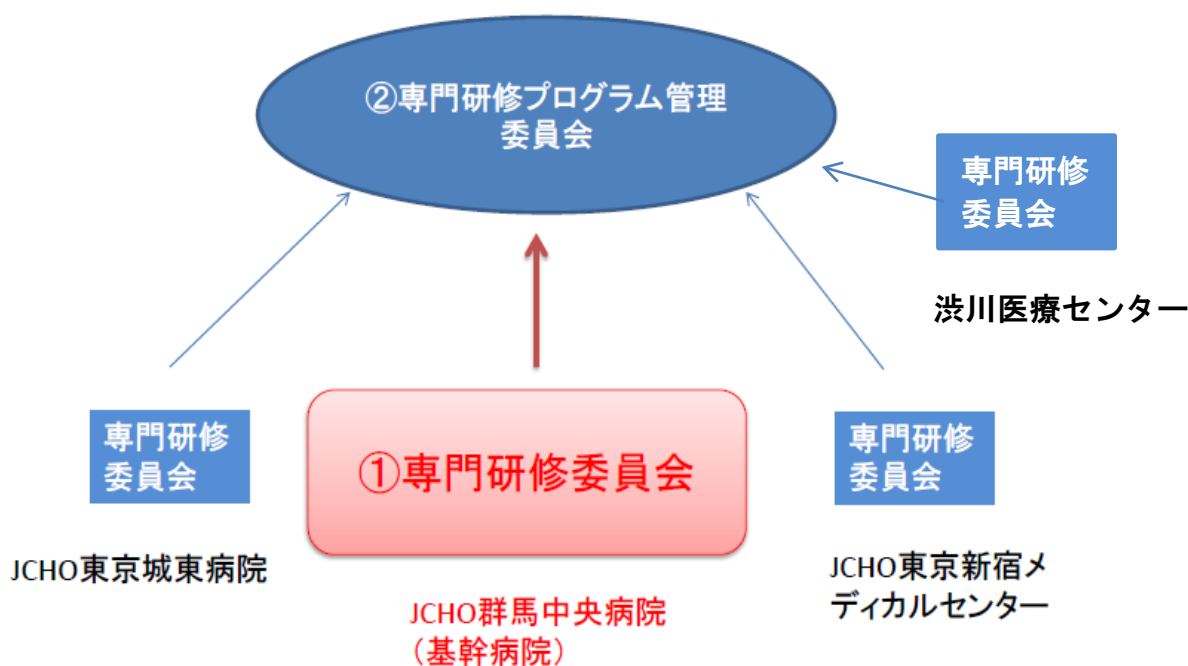 ②専門研修プログラム管理
委員会
専門研修
委員会
渋川医療センター
専門研修
委員会
JCHO東京城東病院
①専門研修委員会
JCHO群馬中央病院
(基幹病院)
専門研修
委員会
JCHO東京新宿メ
ディカルセンター